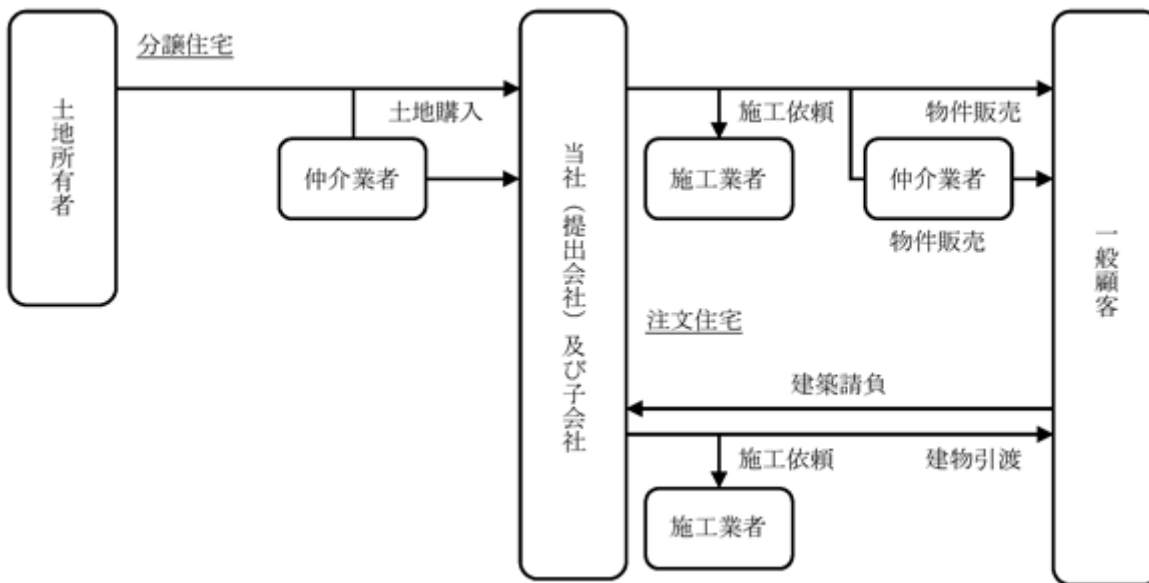 分譲住宅
土地所有者
土地購入
仲介業者
当社（提出会社）及び子会社
施工依頼
物件販売
施工業者
仲介業者
物件販売
一般顧客
注文住宅
建築請負
施工依頼
建物引渡
施工業者